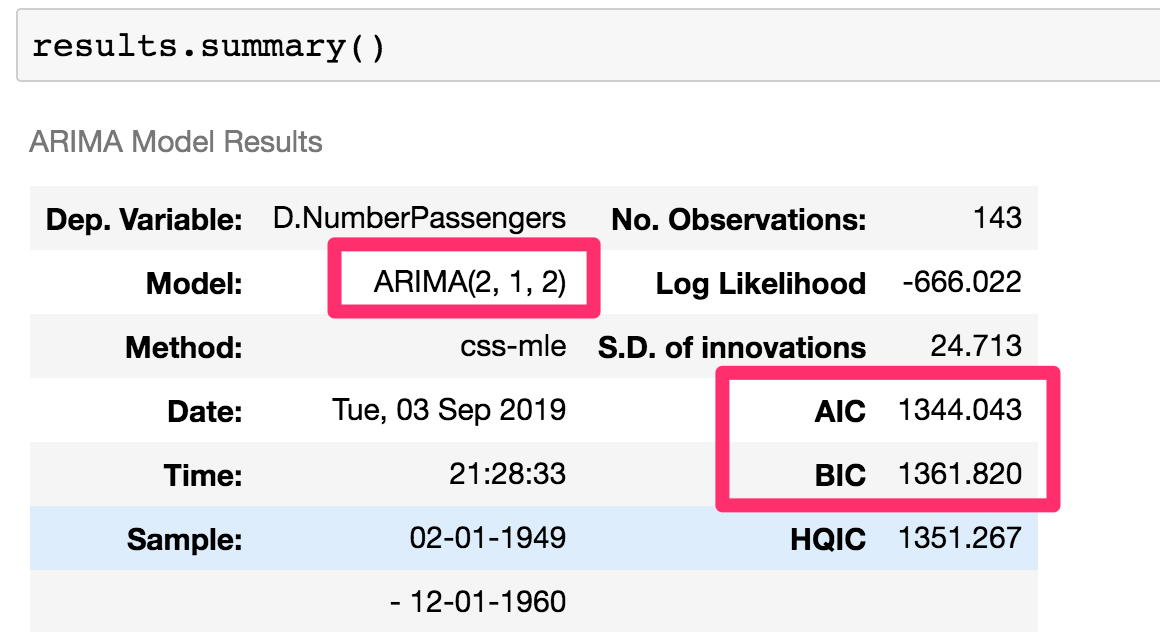 results.summary()
ARIMA Model Results
Dep. Variable: D.NumberPassengers No. Observations: 143
Model: ARIMA(2, 1, 2) Log Likelihood -666.022
Method: css-mle S.D. of innovations 24.713
Date: Tue, 03 Sep 2019 AIC 1344.043
Time: 21:28:33 BIC 1361.820
Sample: 02-01-1949 HQIC 1351.267
- 12-01-1960